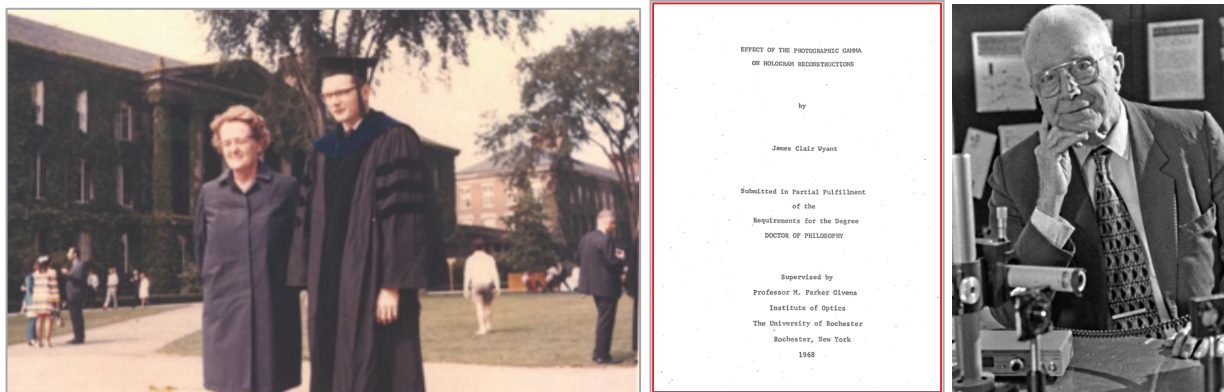 EFFECT OF THE PHOTOGRAPHIC GAMMA
ON HOLOGRAM RECONSTRUCTIONS
by
James Clair Wyant
Submitted in Partial Fulfillment
of the
Requirements for the Degree
DOCTOR OF PHILOSOPHY
Supervised by
Professor M. Parker Givens
Institute of Optics
The University of Rochester
Rochester, New York
1968